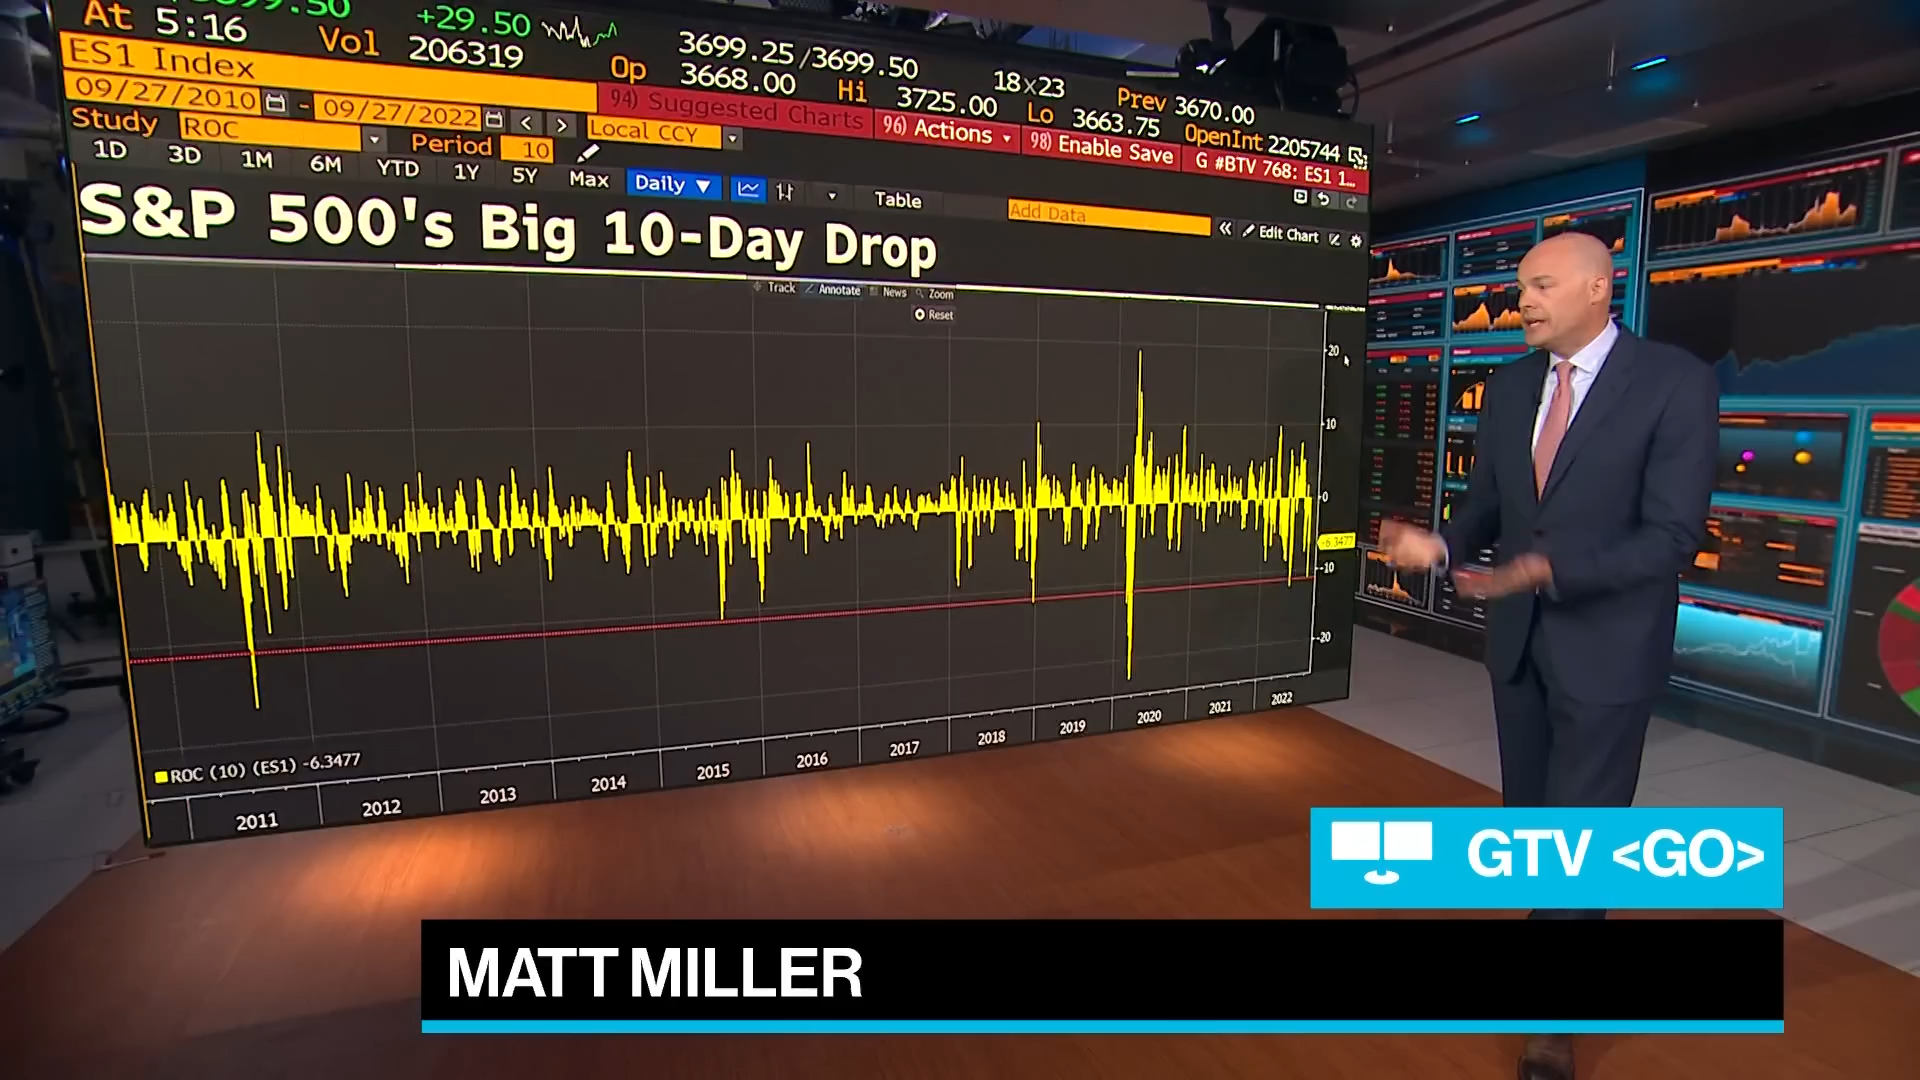 At 5:16
+29.50
Vol 206319
3699.25/3699.50
18x23
Prev 3670.00
Op 3668.00
Hi 3725.00
Lo 3663.75
OpenInt 2205744
ES1 Index
94) Suggested Charts
96) Actions
98) Enable Save
G #BTV 768: ES1 1...
09/27/2010 - 09/27/2022
Local CCY
Study ROC
Period 10
1D 3D 1M 6M YTD 1Y 5Y Max Daily Table
Add Data
Edit Chart
S&P 500's Big 10-Day Drop
Track Annotate News Zoom
Reset
20
10
0
-6.3477
-10
-20
ROC (10) (ES1) -6.3477
2011 2012 2013 2014 2015 2016 2017 2018 2019 2020 2021 2022
GTV <GO>
MATT MILLER